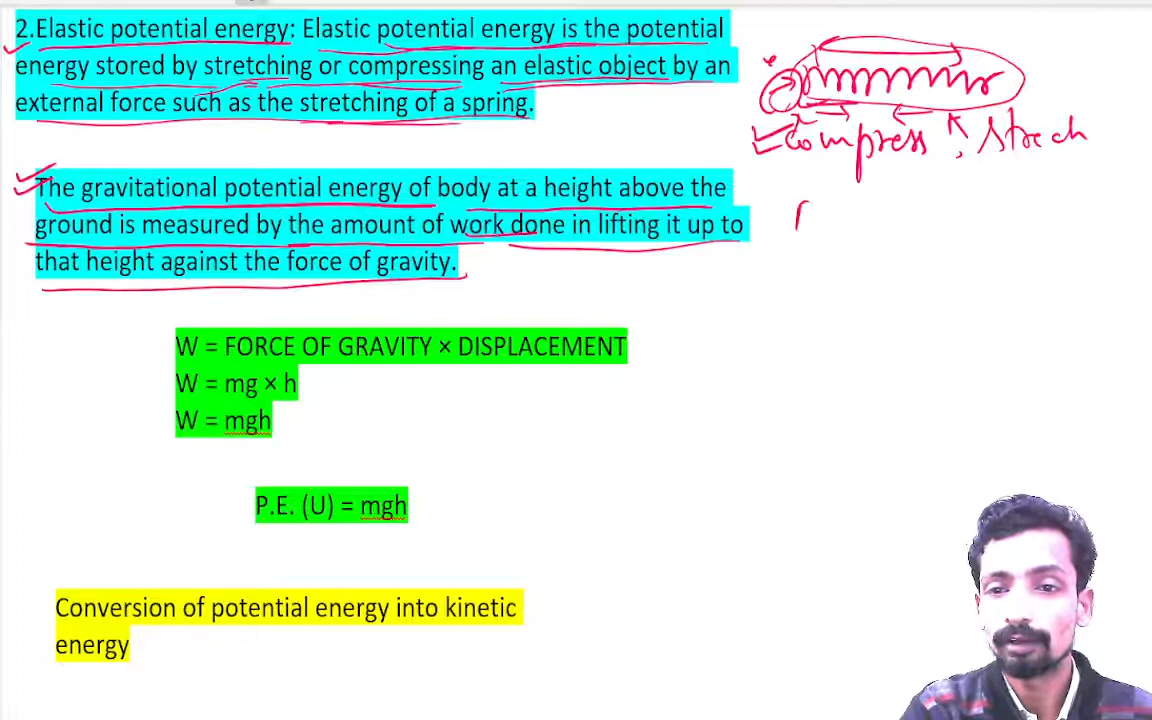 2.Elastic potential energy: Elastic potential energy is the potential
energy stored by stretching or compressing an elastic object by an
external force such as the stretching of a spring.
Compress, Strech
The gravitational potential energy of body at a height above the
ground is measured by the amount of work done in lifting it up to
that height against the force of gravity.
W = FORCE OF GRAVITY × DISPLACEMENT
W = mg × h
W = mgh
P.E. (U) = mgh
Conversion of potential energy into kinetic
energy